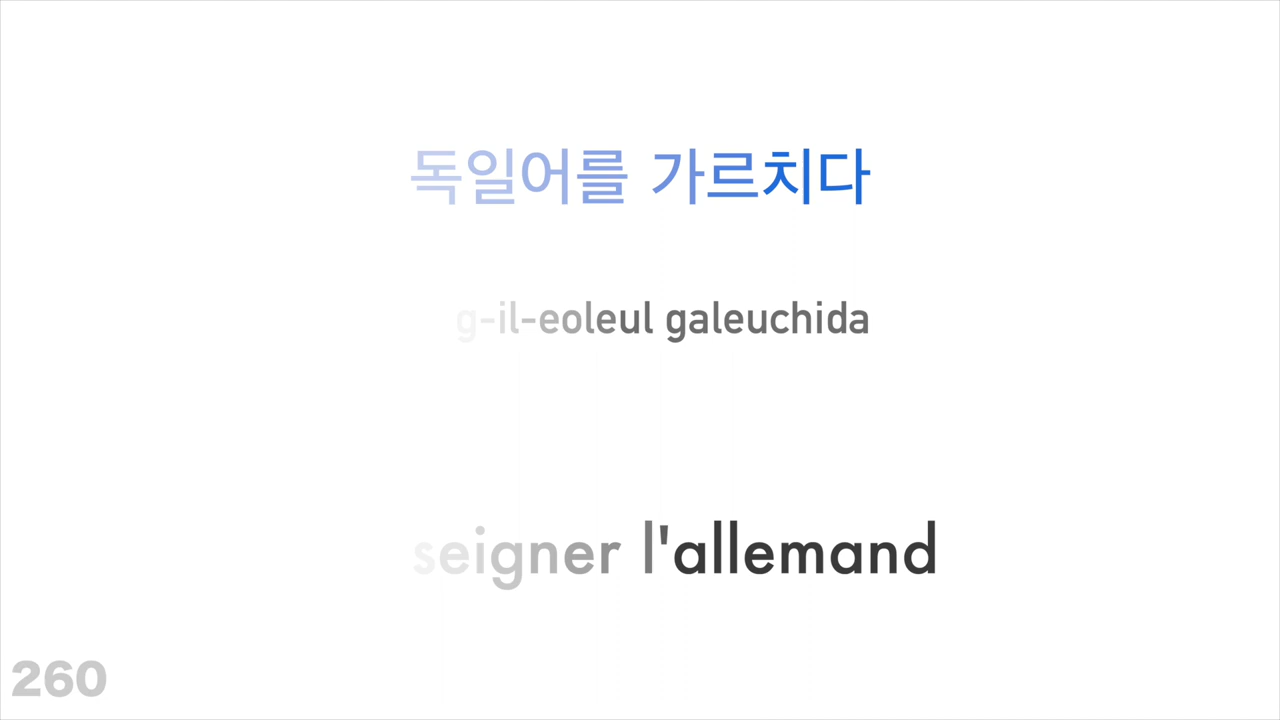 독일어를 가르치다
g-il-eoleul galeuchida
seigner l'allemand
260